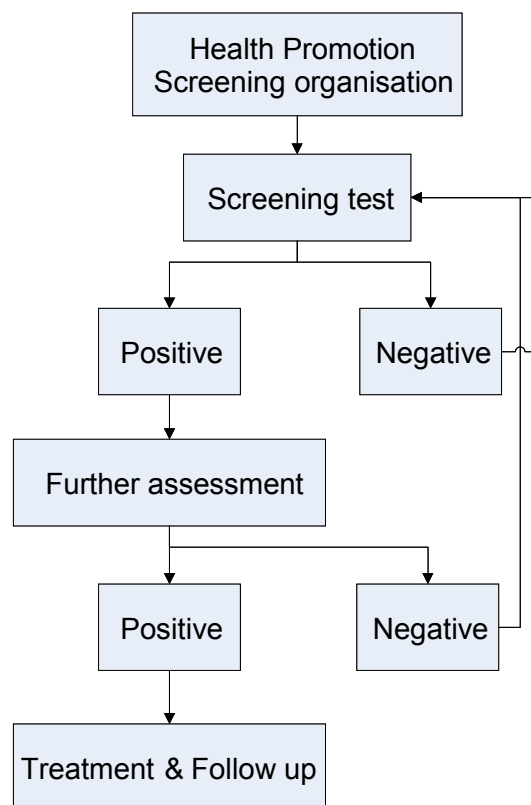 Health Promotion
Screening organisation
Screening test
Positive
Negative
Further assessment
Positive
Negative
Treatment & Follow up